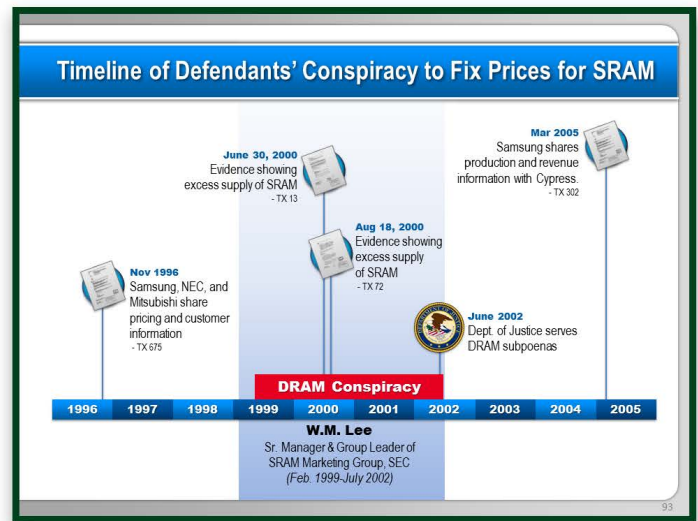 Timeline of Defendants' Conspiracy to Fix Prices for SRAM
Mar 2005
Samsung shares
production and revenue
information with Cypress.
- TX 302
June 30, 2000
Evidence showing
excess supply of SRAM
- TX 13
Aug 18, 2000
Evidence showing
excess supply
of SRAM
- TX 72
Nov 1996
Samsung, NEC, and
Mitsubishi share
pricing and customer
information
- TX 675
June 2002
Dept. of Justice serves
DRAM subpoenas
DRAM Conspiracy
1996 1997 1998 1999 2000 2001 2002 2003 2004 2005
W.M. Lee
Sr. Manager & Group Leader of
SRAM Marketing Group, SEC
(Feb. 1999-July 2002)
93